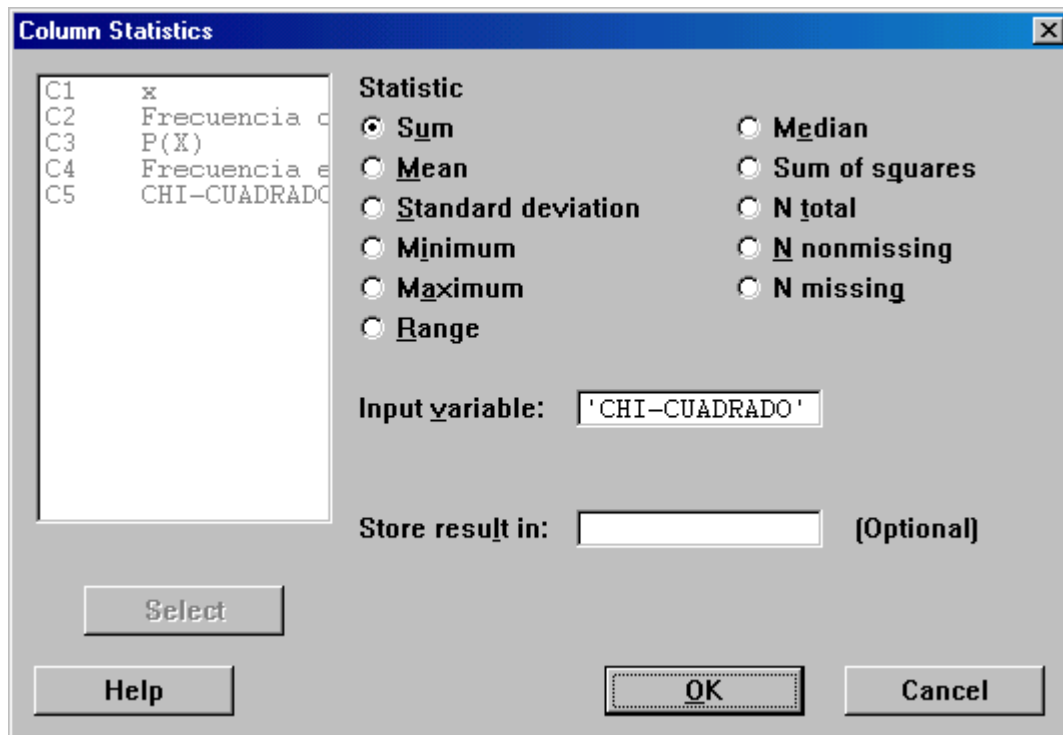 Column Statistics
C1 x
C2 Frecuencia o
C3 P(X)
C4 Frecuencia e
C5 CHI-CUADRADO
Statistic
Sum
Mean
Standard deviation
Minimum
Maximum
Range
Median
Sum of squares
N total
N nonmissing
N missing
Input variable: 'CHI-CUADRADO'
Store result in: (Optional)
Select
Help
OK
Cancel